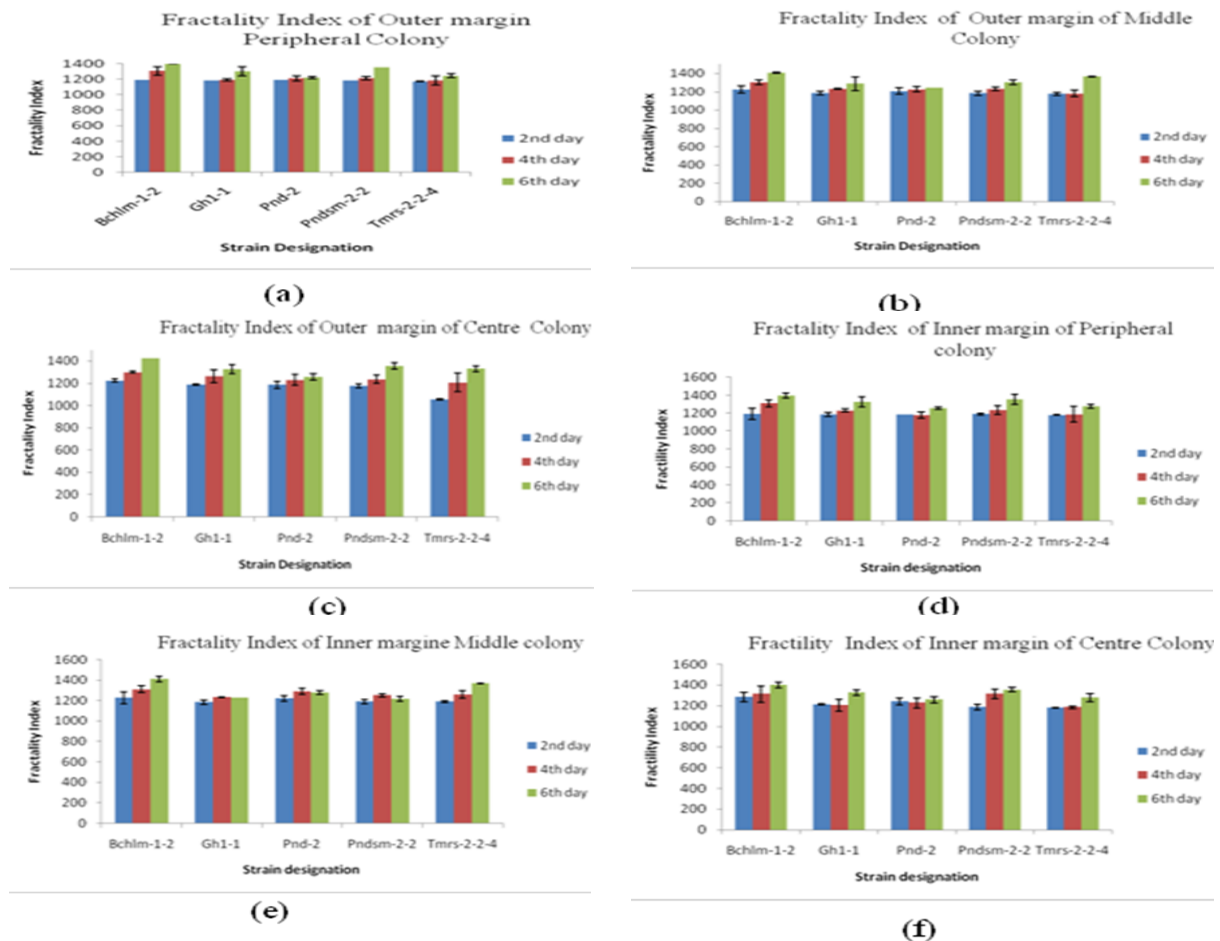 Fractality Index of Outer margin
Peripheral Colony
Fractality Index
1400
1200
1000
800
600
400
200
0
Bchlm-1-2
Gh1-1
Pnd-2
Pndsm-2-2
Tmrs-2-2-4
Strain Designation
2nd day
4th day
6th day
(a)
Fractality Index of Outer margin of Middle
Colony
Fractality Index
1400
1200
1000
800
600
400
200
0
Bchlm-1-2 Gh1-1 Pnd-2 Pndsm-2-2 Tmrs-2-2-4
Strain Designation
2nd day
4th day
6th day
(b)
Fractality Index of Outer margin of Centre Colony
Fractality Index
1400
1200
1000
800
600
400
200
0
Bchlm-1-2 Gh1-1 Pnd-2 Pndsm-2-2 Tmrs-2-2-4
Strain Designation
2nd day
4th day
6th day
(c)
Fractality Index of Inner margin of Peripheral
colony
Fractility Index
1600
1400
1200
1000
800
600
400
200
0
Bchlm-1-2 Gh1-1 Pnd-2 Pndsm-2-2 Tmrs-2-2-4
Strain designation
2nd day
4th day
6th day
(d)
Fractality Index of Inner margine Middle colony
Fractality Index
1600
1400
1200
1000
800
600
400
200
0
Bchlm-1-2 Gh1-1 Pnd-2 Pndsm-2-2 Tmrs-2-2-4
Strain designation
2nd day
4th day
6th day
(e)
Fractility Index of Inner margin of Centre Colony
Fractility Index
1600
1400
1200
1000
800
600
400
200
0
Bchlm-1-2 Gh1-1 Pnd-2 Pndsm-2-2 Tmrs-2-2-4
Strain designation
2nd day
4th day
6th day
(f)